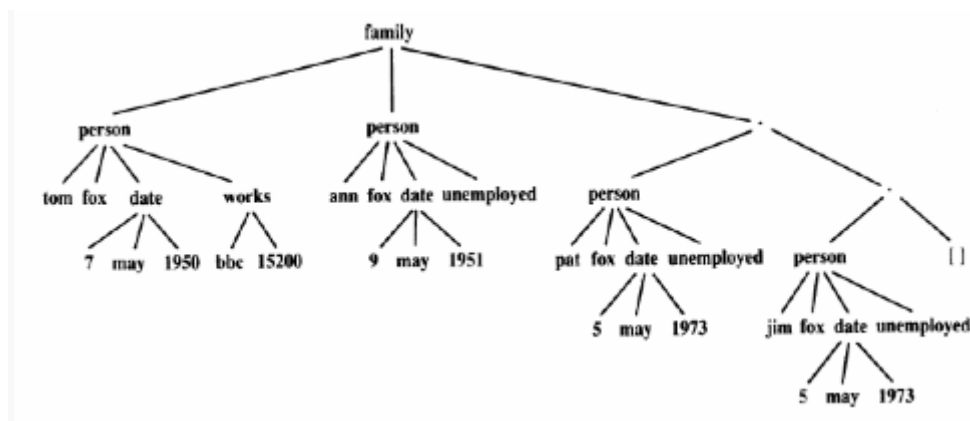 family
person person .
tom fox date works ann fox date unemployed person .
7 may 1950 bbc 15200 9 may 1951 pat fox date unemployed person [ ]
5 may 1973 jim fox date unemployed
5 may 1973